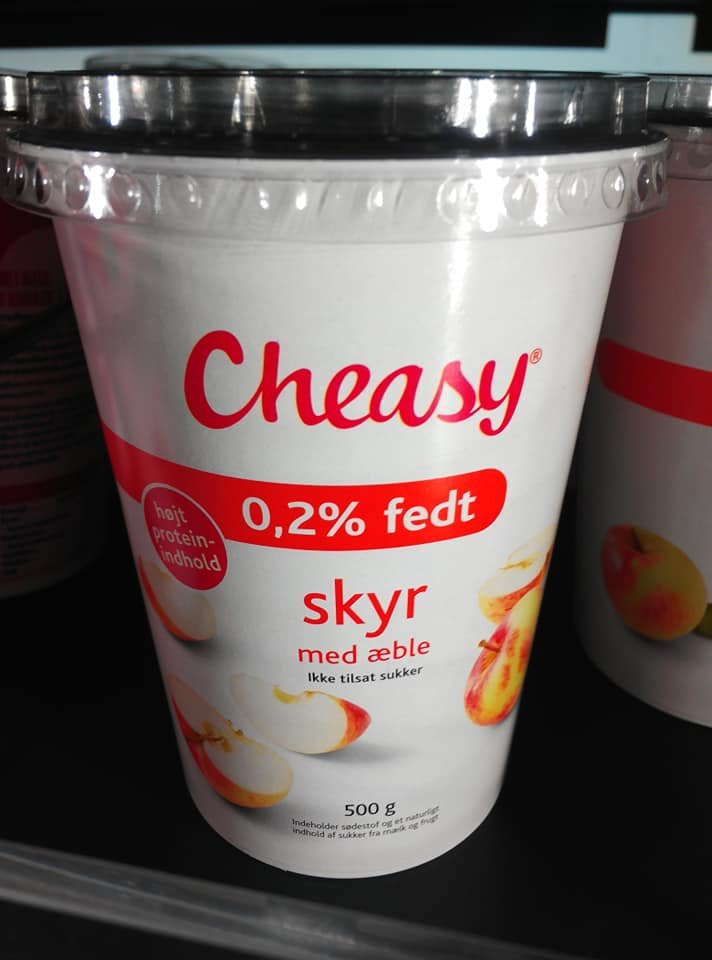 Cheasy®
0,2% fedt
højt
protein-
indhold
skyr
med æble
Ikke tilsat sukker
500 g
Indeholder sødestof og et naturligt
indhold af sukker fra mælk og frugt